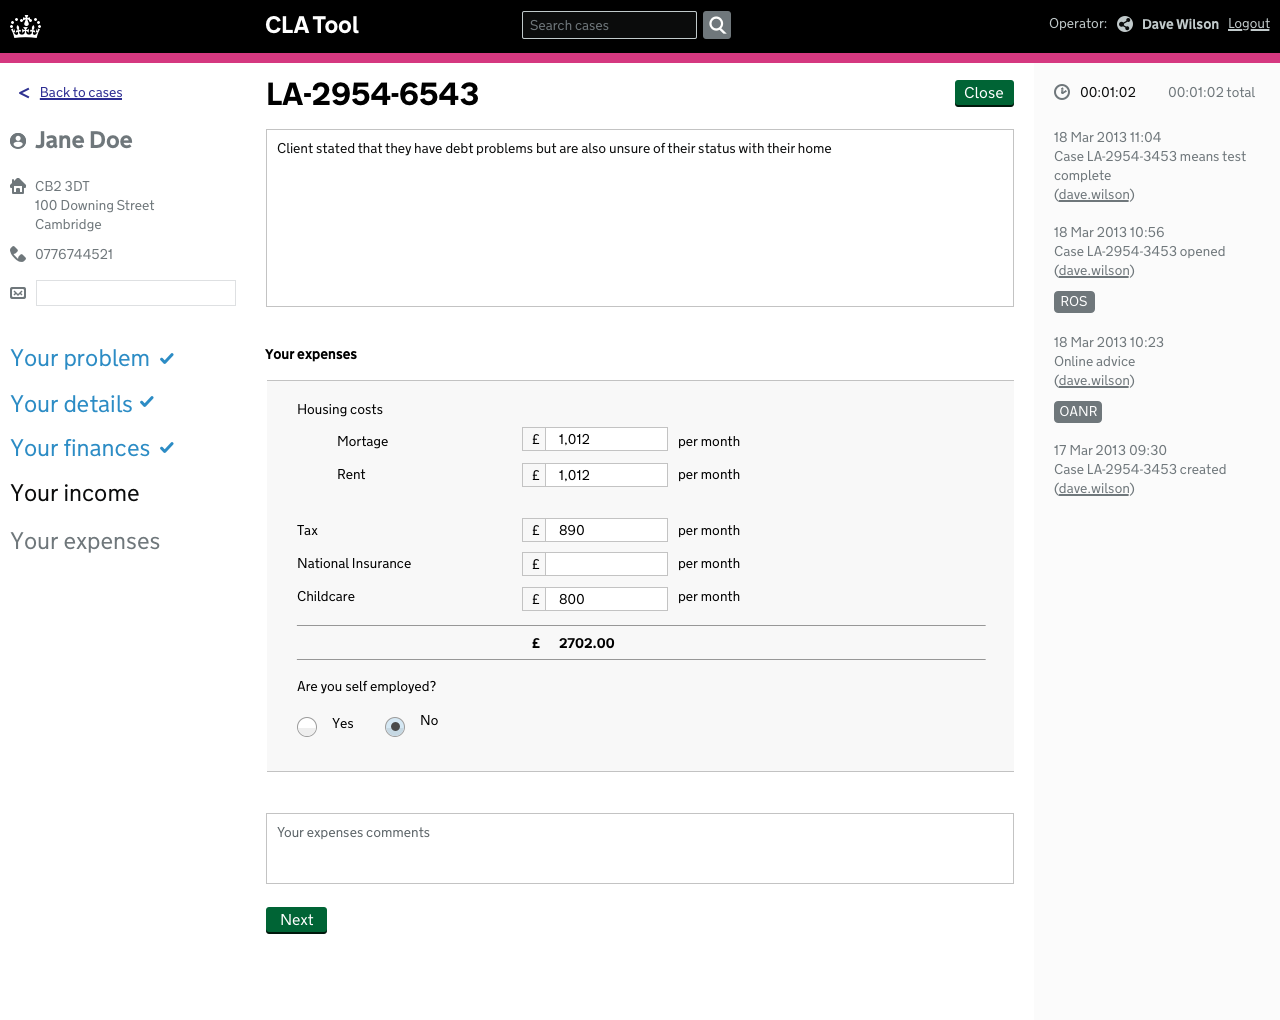 CLA Tool
Search cases
Operator: Dave Wilson Logout
< Back to cases
Jane Doe
CB2 3DT
100 Downing Street
Cambridge
0776744521
Your problem
Your details
Your finances
Your income
Your expenses
LA-2954-6543
Close
Client stated that they have debt problems but are also unsure of their status with their home
Your expenses
Housing costs
Mortage £ 1,012 per month
Rent £ 1,012 per month
Tax £ 890 per month
National Insurance £ per month
Childcare £ 800 per month
£ 2702.00
Are you self employed?
Yes No
Your expenses comments
Next
00:01:02 00:01:02 total
18 Mar 2013 11:04
Case LA-2954-3453 means test
complete
(dave.wilson)
18 Mar 2013 10:56
Case LA-2954-3453 opened
(dave.wilson)
ROS
18 Mar 2013 10:23
Online advice
(dave.wilson)
OANR
17 Mar 2013 09:30
Case LA-2954-3453 created
(dave.wilson)